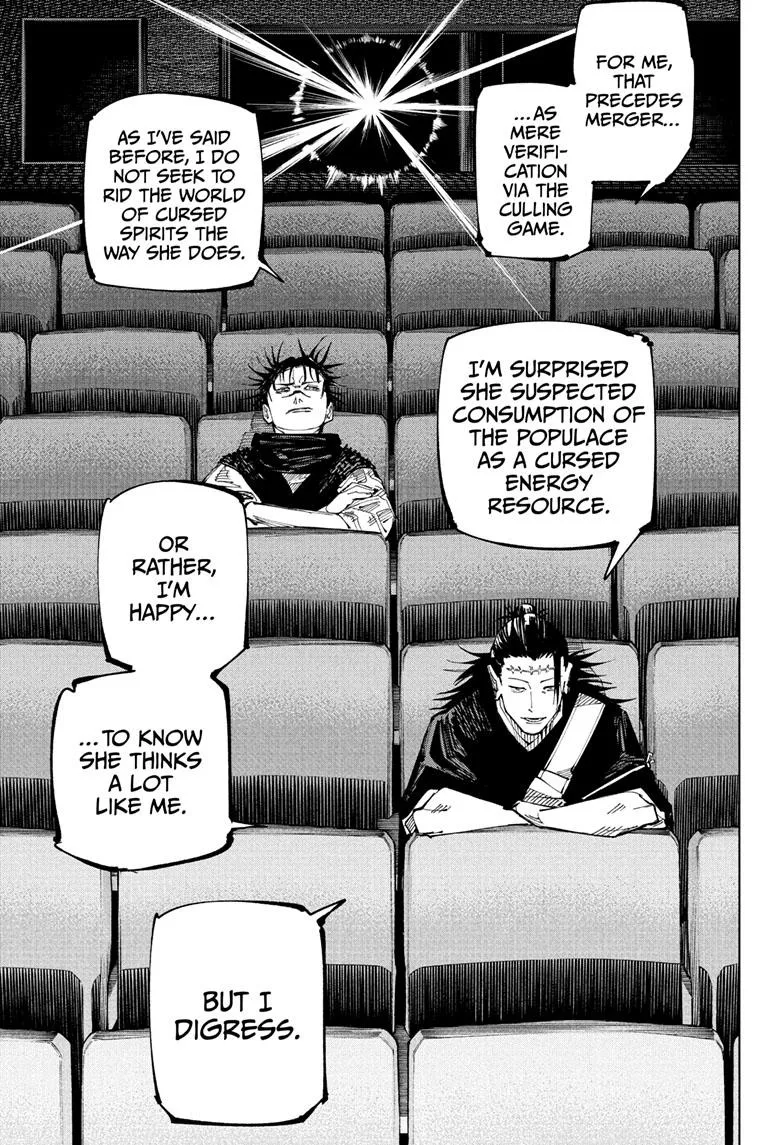 FOR ME,
THAT
PRECEDES
MERGER...
...AS
MERE
VERIFI-
CATION
VIA THE
CULLING
GAME.
AS I'VE SAID
BEFORE, I DO
NOT SEEK TO
RID THE WORLD
OF CURSED
SPIRITS THE
WAY SHE DOES.
I'M SURPRISED
SHE SUSPECTED
CONSUMPTION OF
THE POPULACE
AS A CURSED
ENERGY
RESOURCE.
OR
RATHER,
I'M
HAPPY...
...TO KNOW
SHE THINKS
A LOT
LIKE ME.
BUT I
DIGRESS.